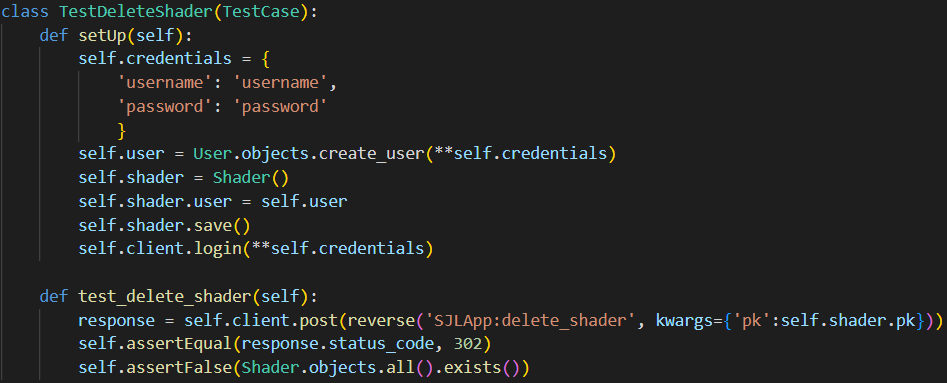 class TestDeleteShader(TestCase):
    def setUp(self):
        self.credentials = {
            'username': 'username',
            'password': 'password'
            }
        self.user = User.objects.create_user(**self.credentials)
        self.shader = Shader()
        self.shader.user = self.user
        self.shader.save()
        self.client.login(**self.credentials)

    def test_delete_shader(self):
        response = self.client.post(reverse('SJLApp:delete_shader', kwargs={'pk':self.shader.pk}))
        self.assertEqual(response.status_code, 302)
        self.assertFalse(Shader.objects.all().exists())